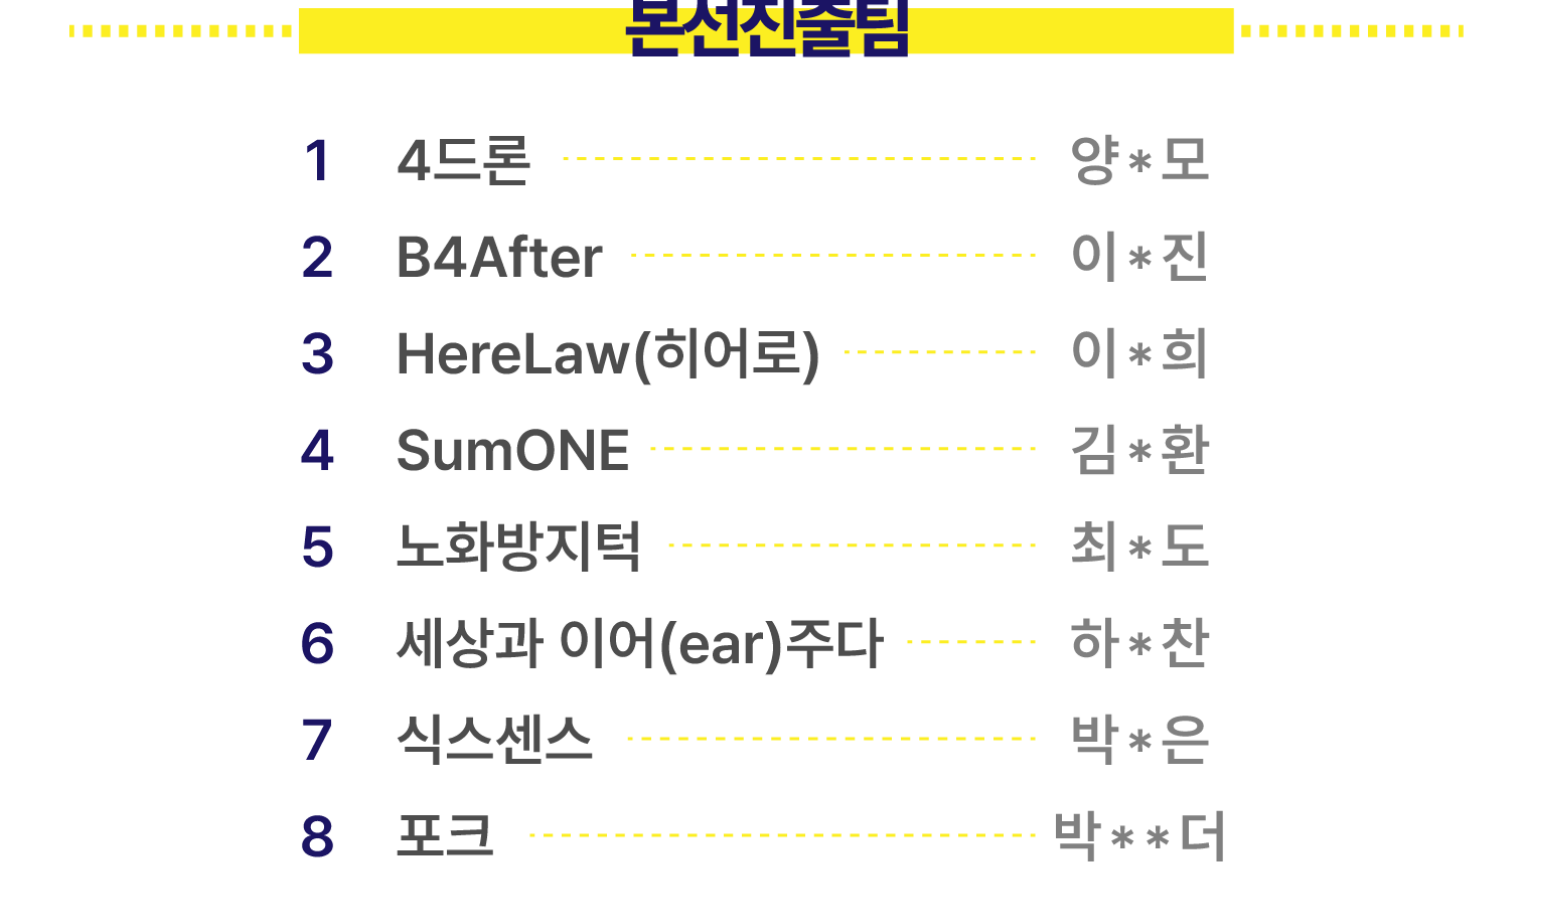 본선진출팀
1 4드론 양*모
2 B4After 이*진
3 HereLaw(히어로) 이*희
4 SumONE 김*환
5 노화방지턱 최*도
6 세상과 이어(ear)주다 하*찬
7 식스센스 박*은
8 포크 박**더